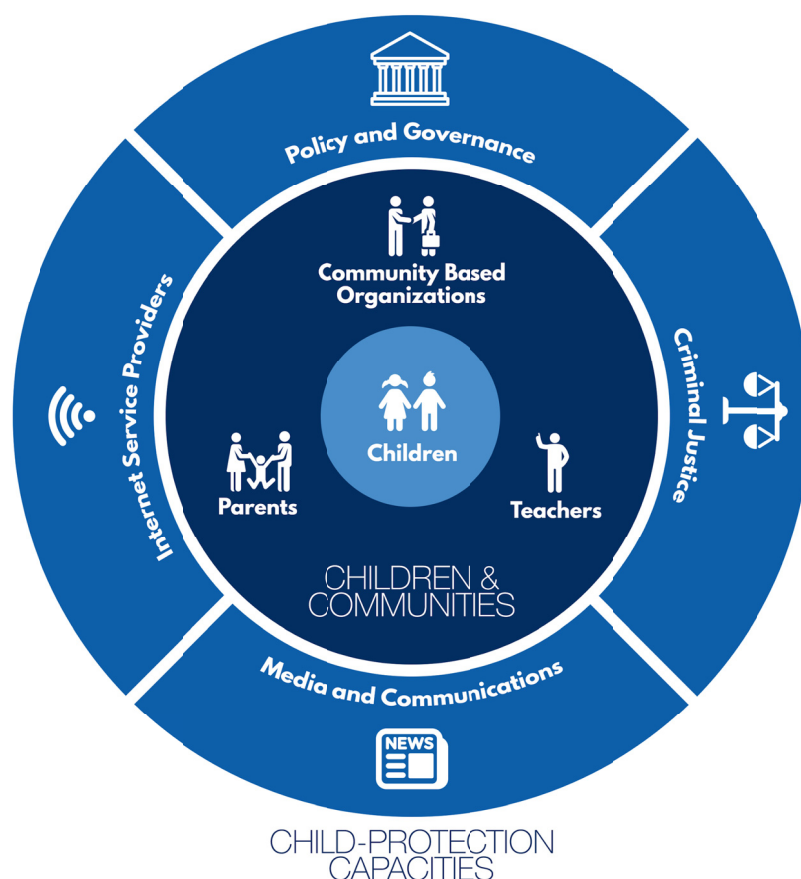 Policy and Governance
Community Based
Organizations
Internet Service Providers
Criminal Justice
Children
Parents
Teachers
CHILDREN &
COMMUNITIES
Media and Communications
NEWS
CHILD-PROTECTION
CAPACITIES